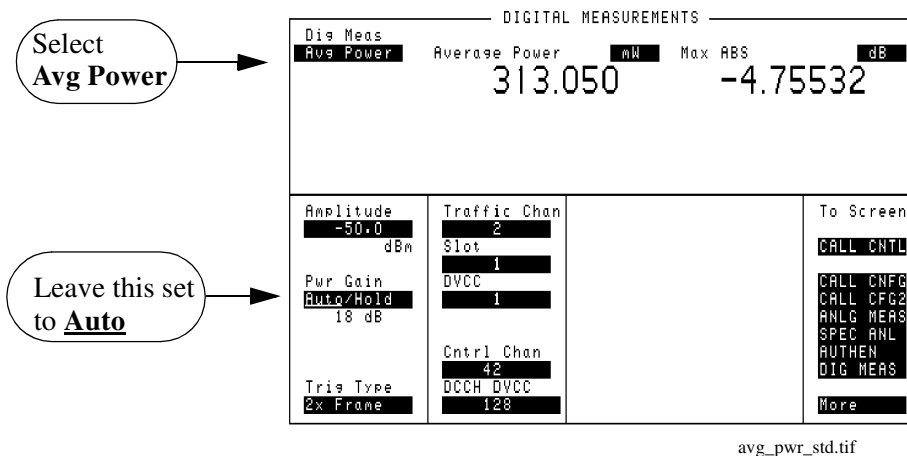 DIGITAL MEASUREMENTS
Select
Avg Power
Dig Meas
Avg Power
Average Power mW Max ABS dB
313.050 -4.75532
Amplitude
-50.0
dBm
Pwr Gain
Auto/Hold
18 dB
Trig Type
2x Frame
Traffic Chan
2
Slot
1
DVCC
1
Cntrl Chan
42
DCCH DVCC
128
To Screen
CALL CNTL
CALL CNFG
CALL CFG2
ANLG MEAS
SPEC ANL
AUTHEN
DIG MEAS
More
Leave this set
to Auto
avg_pwr_std.tif